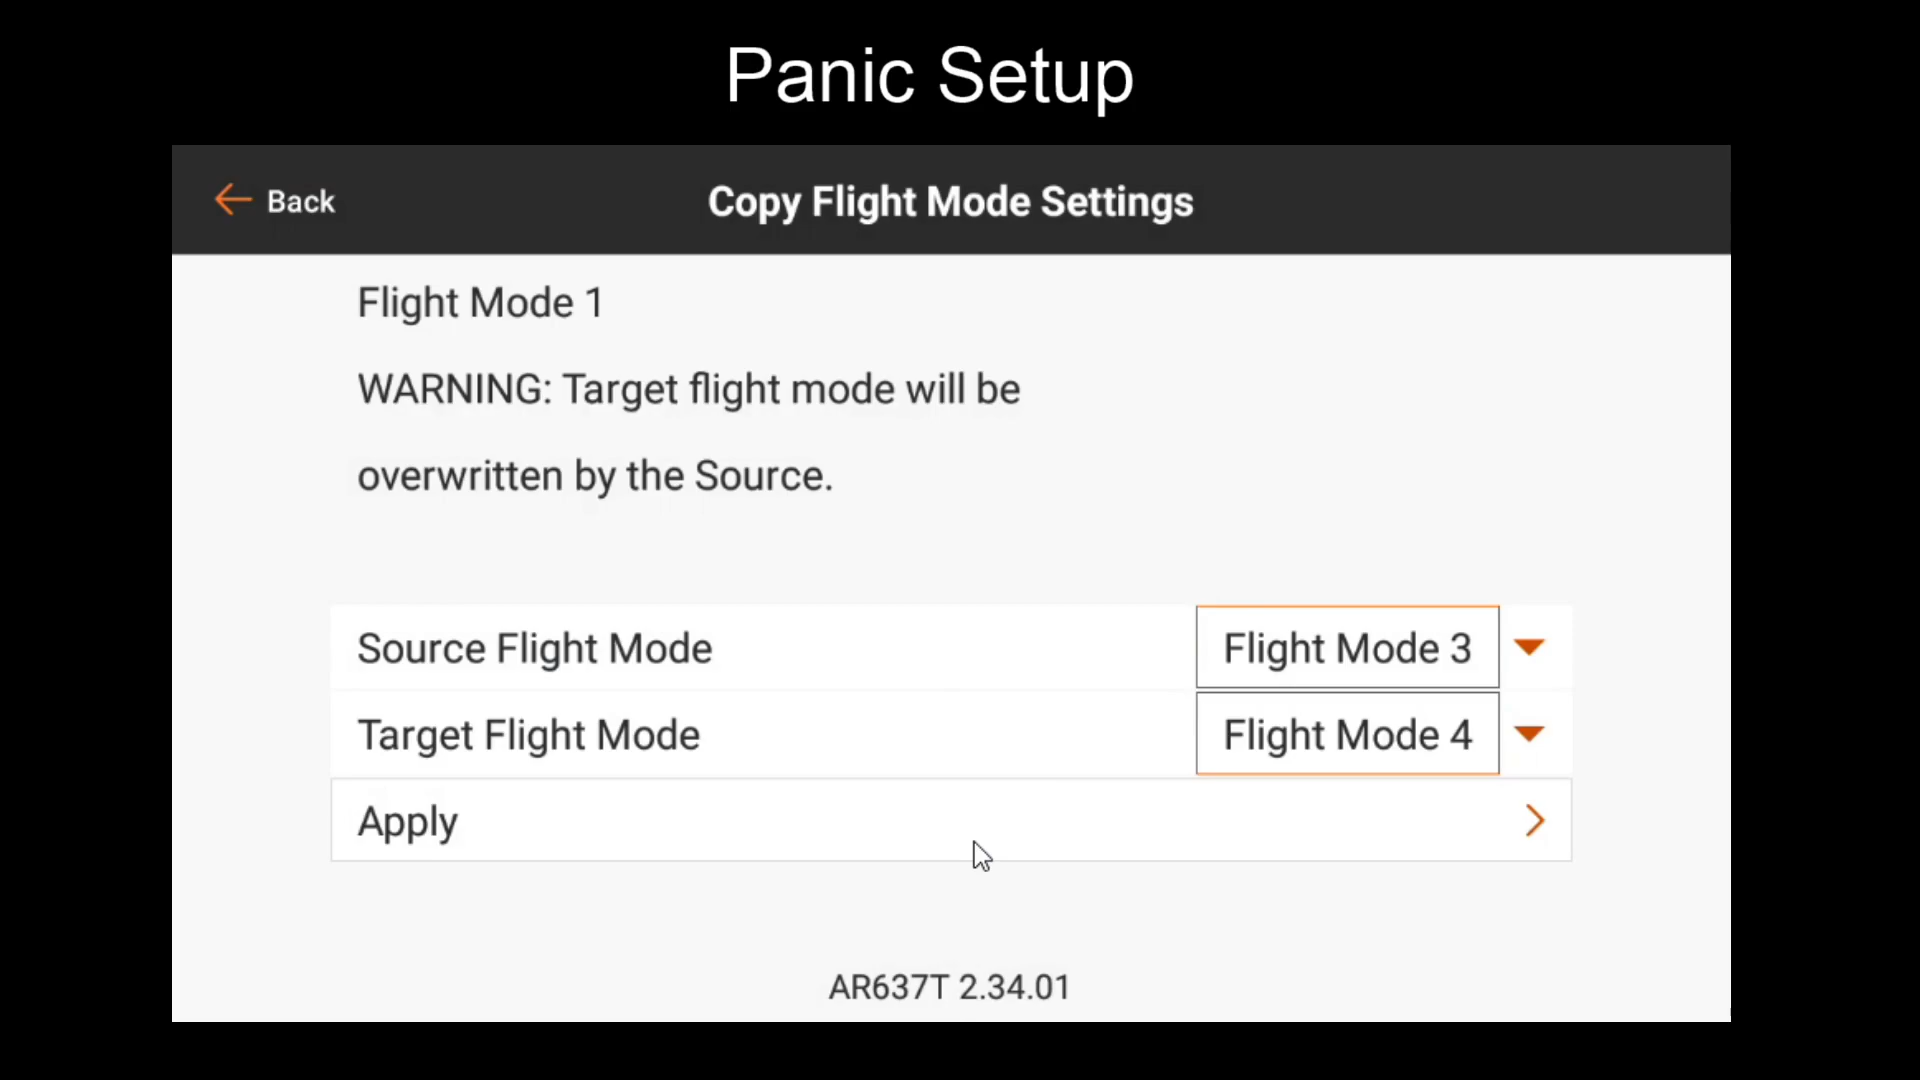 Panic Setup
Back
Copy Flight Mode Settings
Flight Mode 1
WARNING: Target flight mode will be
overwritten by the Source.
Source Flight Mode
Flight Mode 3
Target Flight Mode
Flight Mode 4
Apply
AR637T 2.34.01